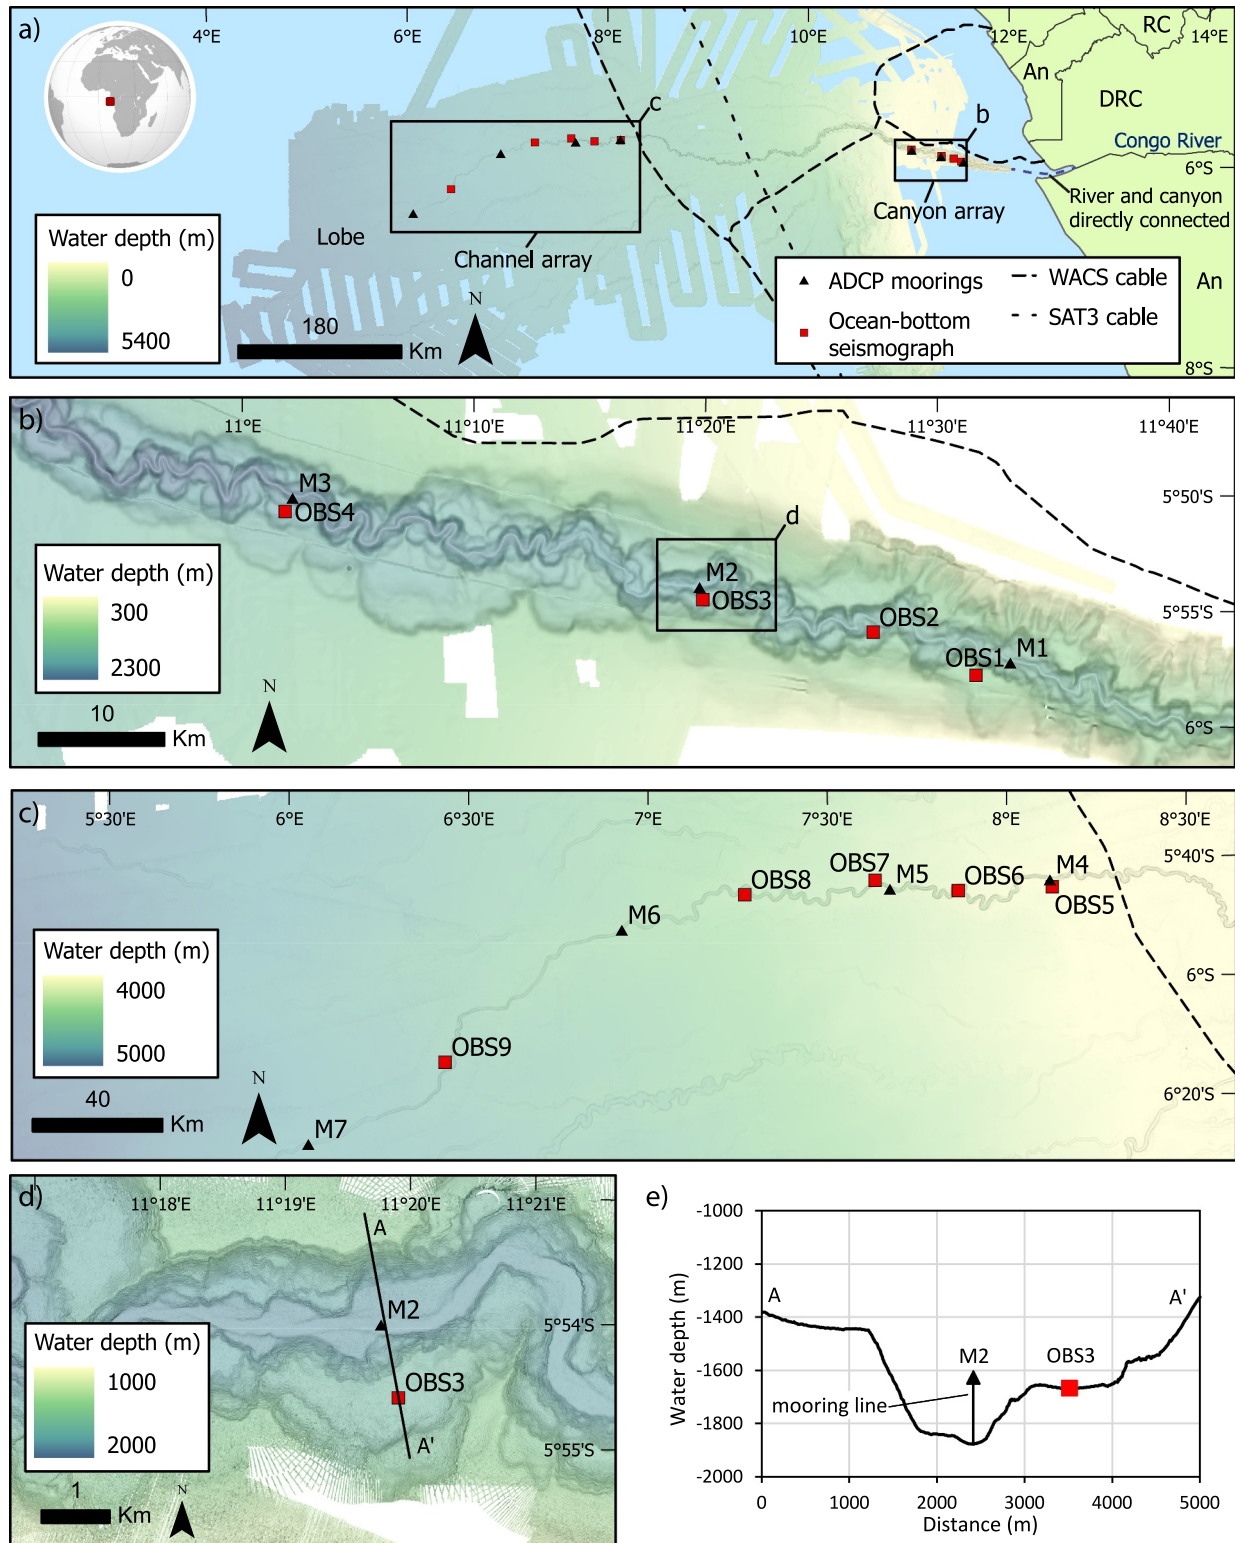 a)
4°E
6°E
8°E
10°E
12°E
14°E
RC
An
DRC
c
b
Congo River
6°S
River and canyon
directly connected
Canyon array
Lobe
Channel array
An
8°S
Water depth (m)
0
5400
180
Km
N
ADCP moorings
Ocean-bottom
seismograph
WACS cable
SAT3 cable
b)
11°E
11°10'E
11°20'E
11°30'E
11°40'E
M3
OBS4
5°50'S
d
M2
OBS3
OBS2
5°55'S
OBS1
M1
6°S
Water depth (m)
300
2300
10
Km
N
c)
5°30'E
6°E
6°30'E
7°E
7°30'E
8°E
8°30'E
5°40'S
OBS8
OBS7
M5
OBS6
M4
OBS5
M6
6°S
OBS9
6°20'S
M7
Water depth (m)
4000
5000
40
Km
N
d)
11°18'E
11°19'E
11°20'E
11°21'E
A
M2
5°54'S
OBS3
A'
5°55'S
Water depth (m)
1000
2000
1
Km
N
e)
-1000
-1200
-1400
-1600
-1800
-2000
Water depth (m)
A
A'
M2
OBS3
mooring line
0
1000
2000
3000
4000
5000
Distance (m)